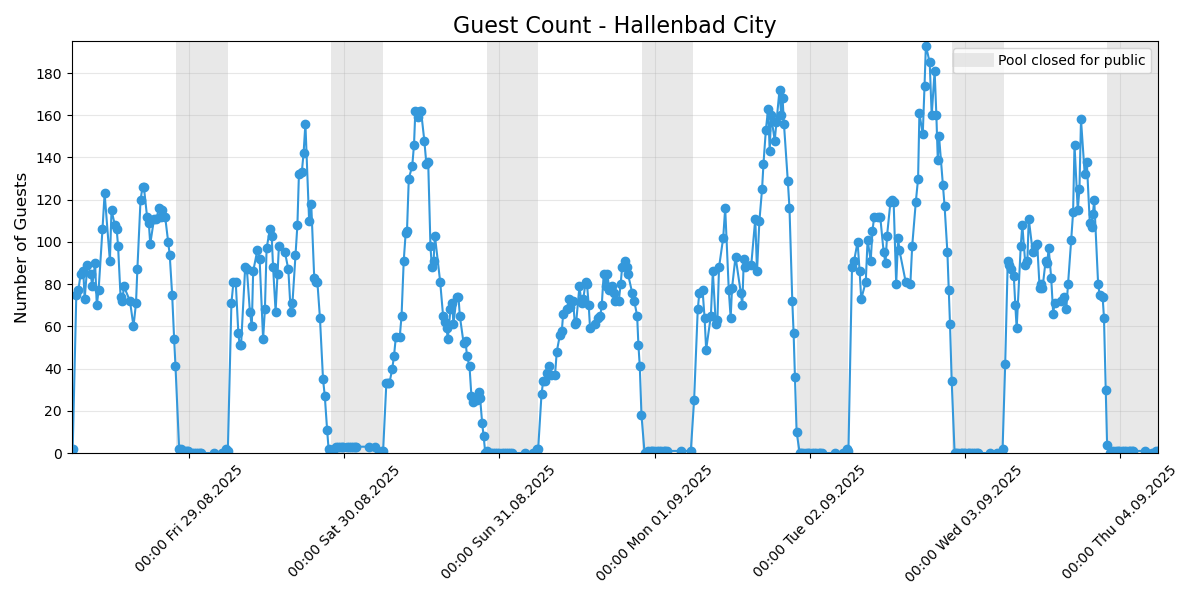 Guest Count - Hallenbad City
Pool closed for public
Number of Guests
180
160
140
120
100
80
60
40
20
0
00:00 Fri 29.08.2025
00:00 Sat 30.08.2025
00:00 Sun 31.08.2025
00:00 Mon 01.09.2025
00:00 Tue 02.09.2025
00:00 Wed 03.09.2025
00:00 Thu 04.09.2025